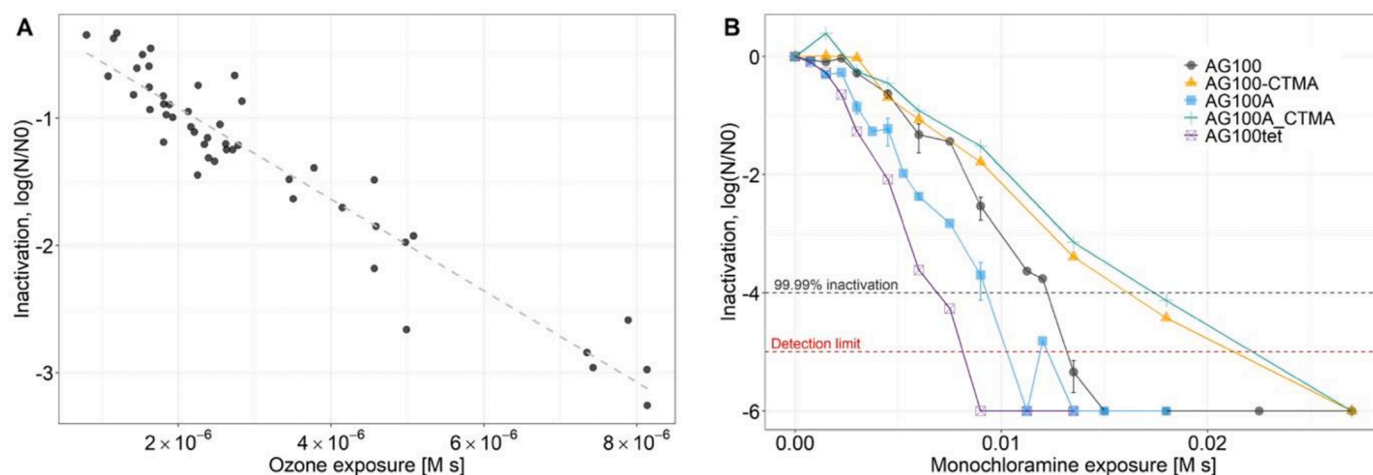 A
Inactivation, log(N/N0)
-1
-2
-3
2×10⁻⁶
4×10⁻⁶
6×10⁻⁶
8×10⁻⁶
Ozone exposure [M s]
B
Inactivation, log(N/N0)
-0
-2
-4
-6
AG100
AG100-CTMA
AG100A
AG100A_CTMA
AG100tet
99.99% inactivation
Detection limit
0.00
0.01
0.02
Monochloramine exposure [M s]